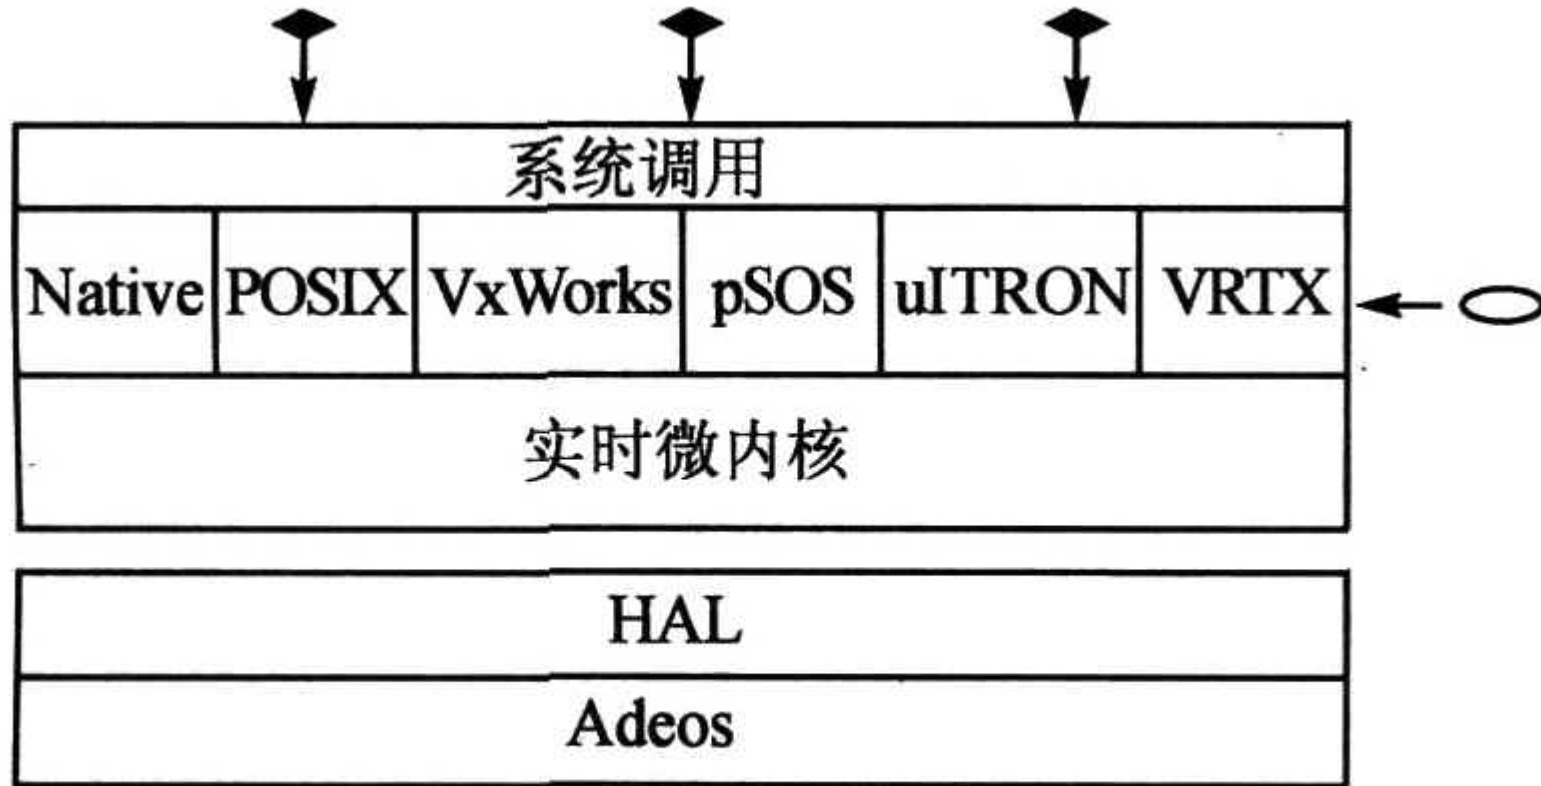 系统调用
Native POSIX VxWorks pSOS uITRON VRTX
实时微内核
HAL
Adeos